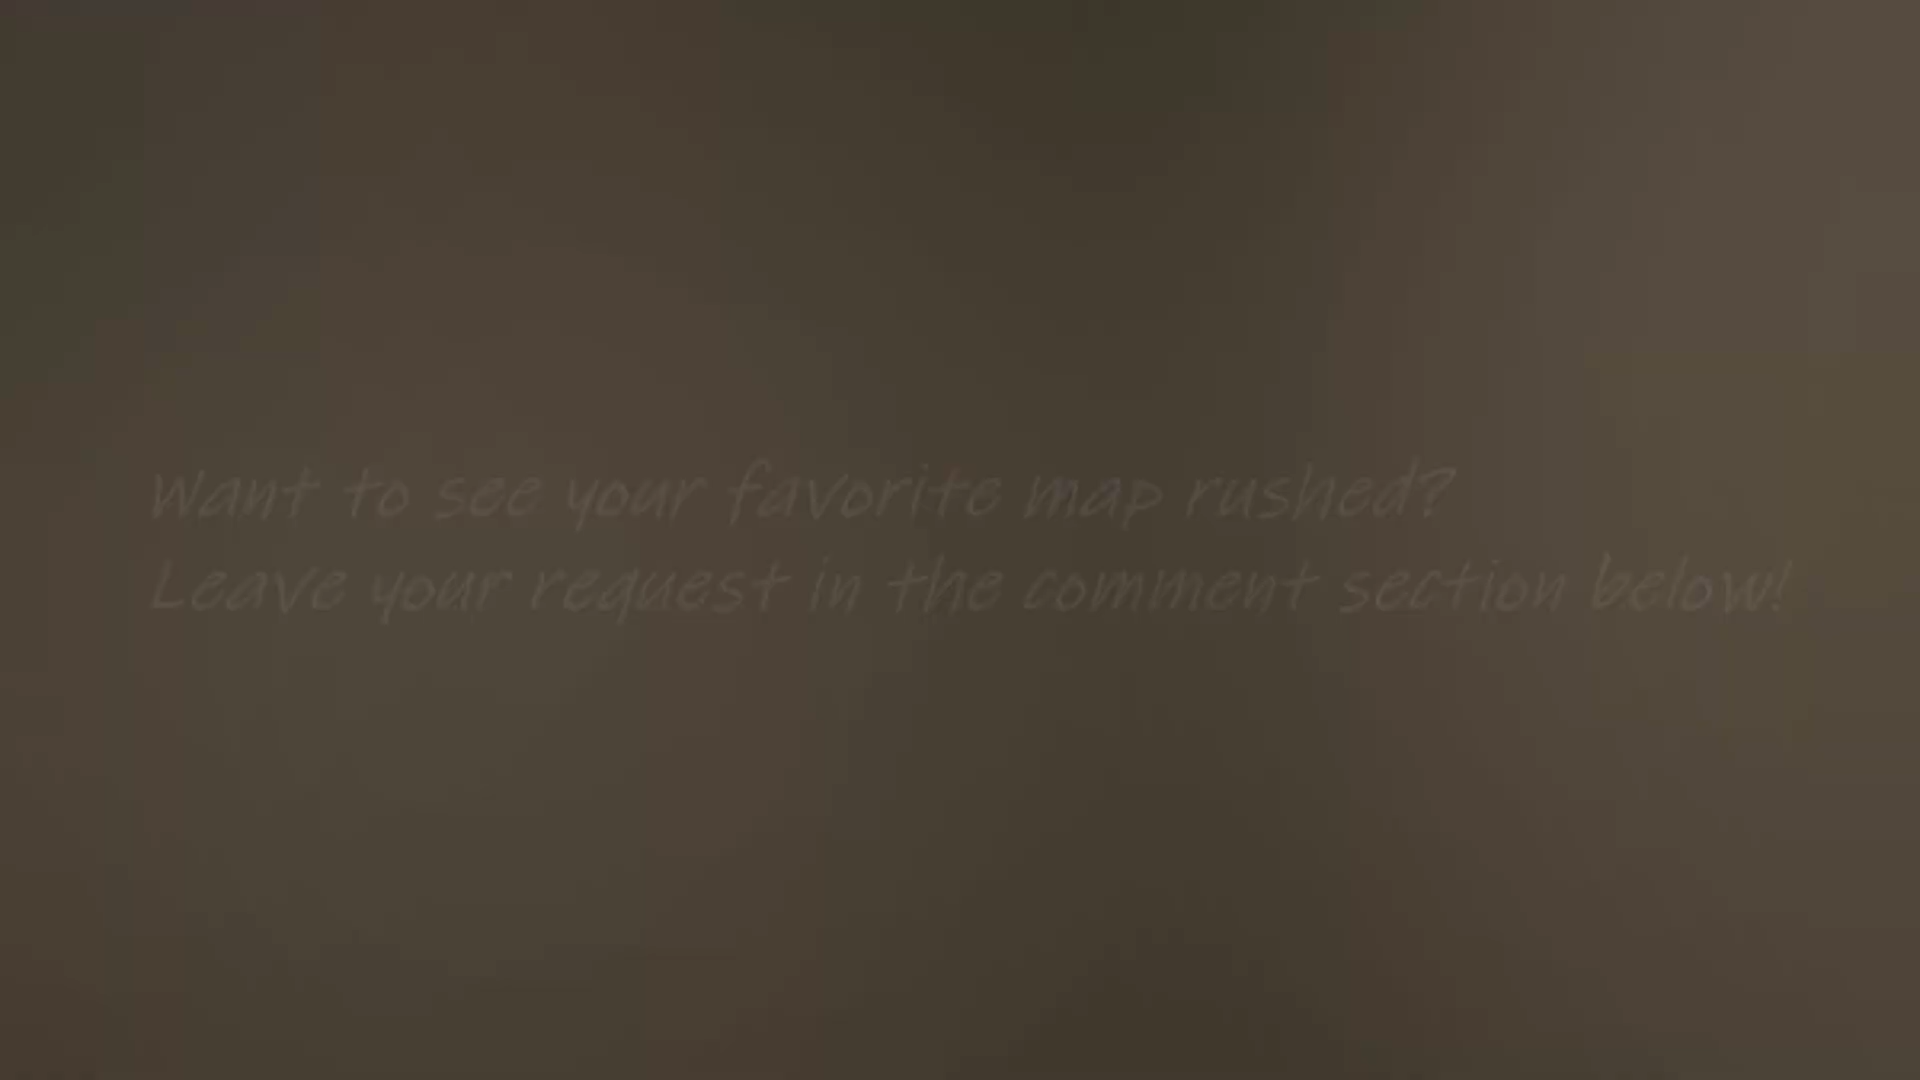 Want to see your favorite map rushed?
Leave your request in the comment section below!